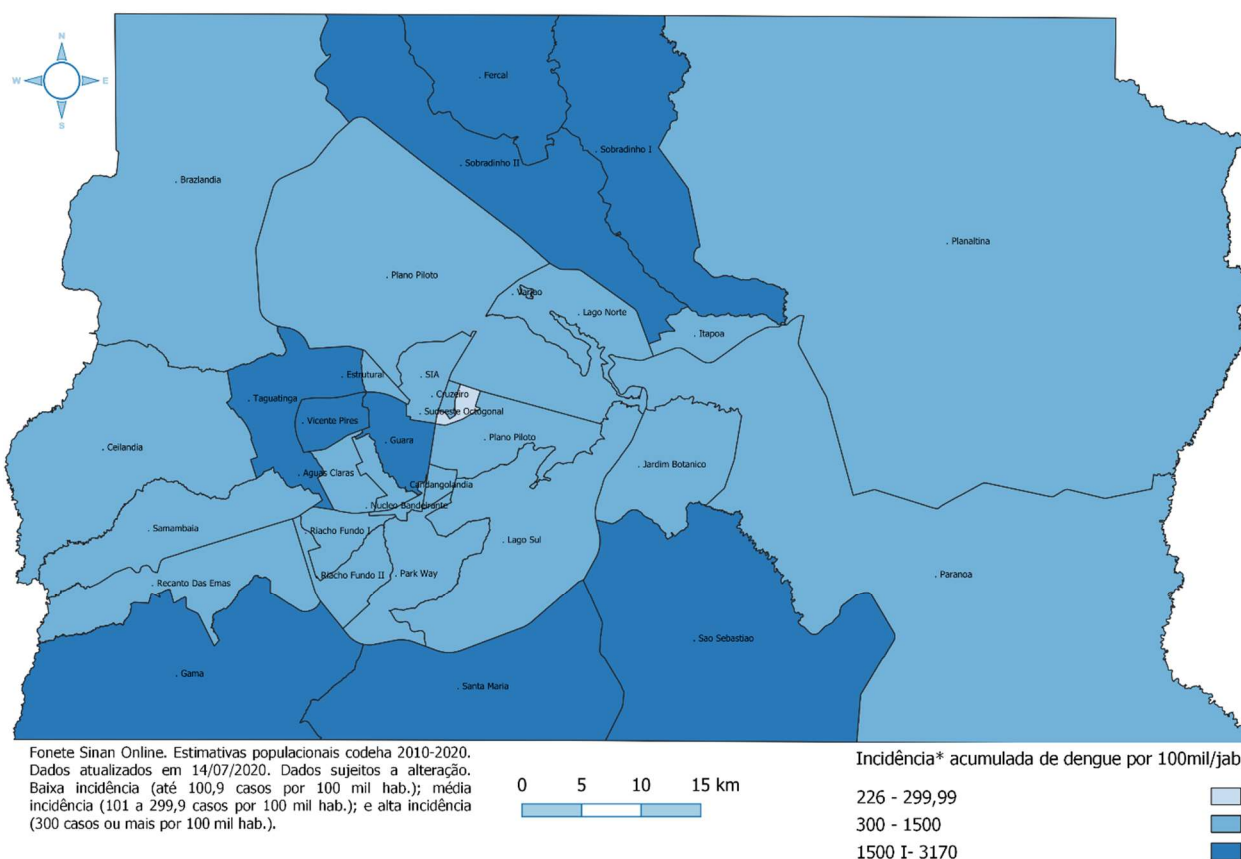 N
W E
S
. Fercal
. Sobradinho I
. Sobradinho II
. Brazlandia
. Planaltina
. Plano Piloto
. Varjao
. Lago Norte
. Itapoa
. Estrutural
. SIA
. Cruzeiro
. Taguatinga
. Sudoeste Octogonal
. Vicente Pires
. Guara
. Plano Piloto
. Ceilandia
. Jardim Botanico
. Aguas Claras
. Candangolandia
. Nucleo Bandeirante
. Samambaia
. Riacho Fundo I
. Lago Sul
. Riacho Fundo II
. Park Way
. Paranoa
. Recanto Das Emas
. Sao Sebastiao
. Gama
. Santa Maria
Fonete Sinan Online. Estimativas populacionais codeha 2010-2020.
Dados atualizados em 14/07/2020. Dados sujeitos a alteração.
Baixa incidência (até 100,9 casos por 100 mil hab.); média
incidência (101 a 299,9 casos por 100 mil hab.); e alta incidência
(300 casos ou mais por 100 mil hab.).
0 5 10 15 km
Incidência* acumulada de dengue por 100mil/jab
226 - 299,99
300 - 1500
1500 I- 3170